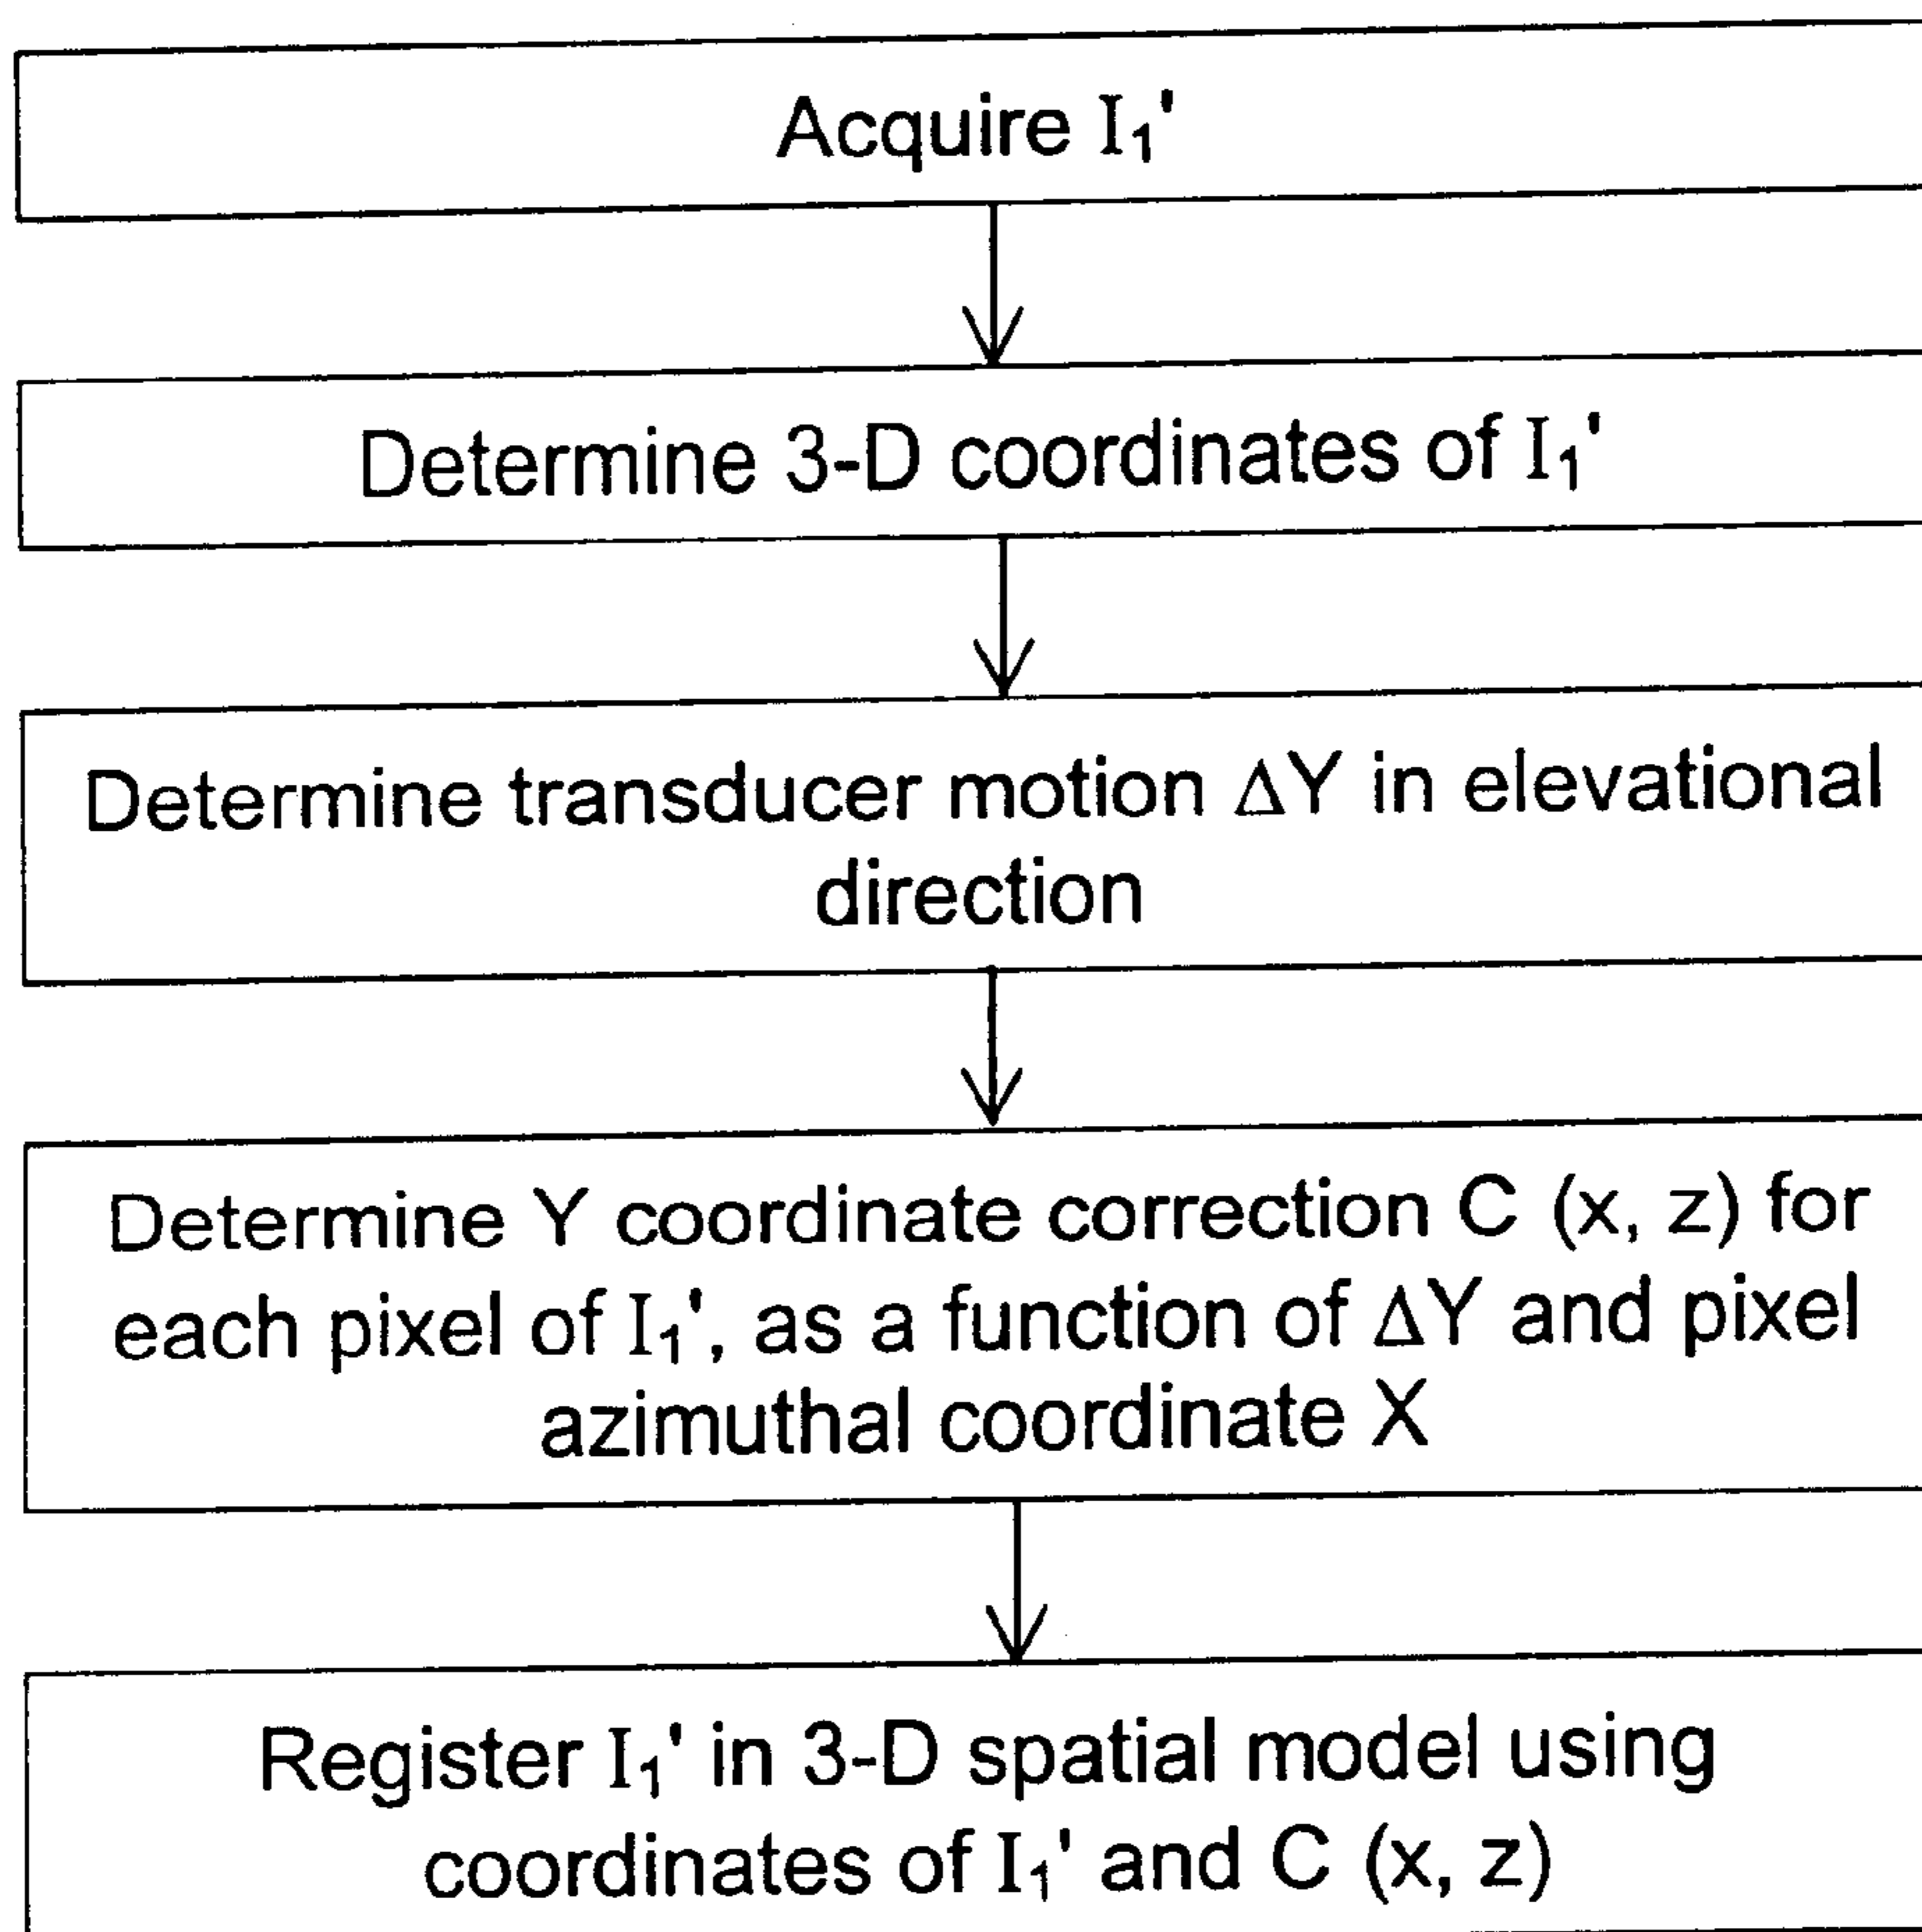 Acquire I₁'
Determine 3-D coordinates of I₁'
Determine transducer motion ΔY in elevational
direction
Determine Y coordinate correction C (x, z) for
each pixel of I₁', as a function of ΔY and pixel
azimuthal coordinate X
Register I₁' in 3-D spatial model using
coordinates of I₁' and C (x, z)